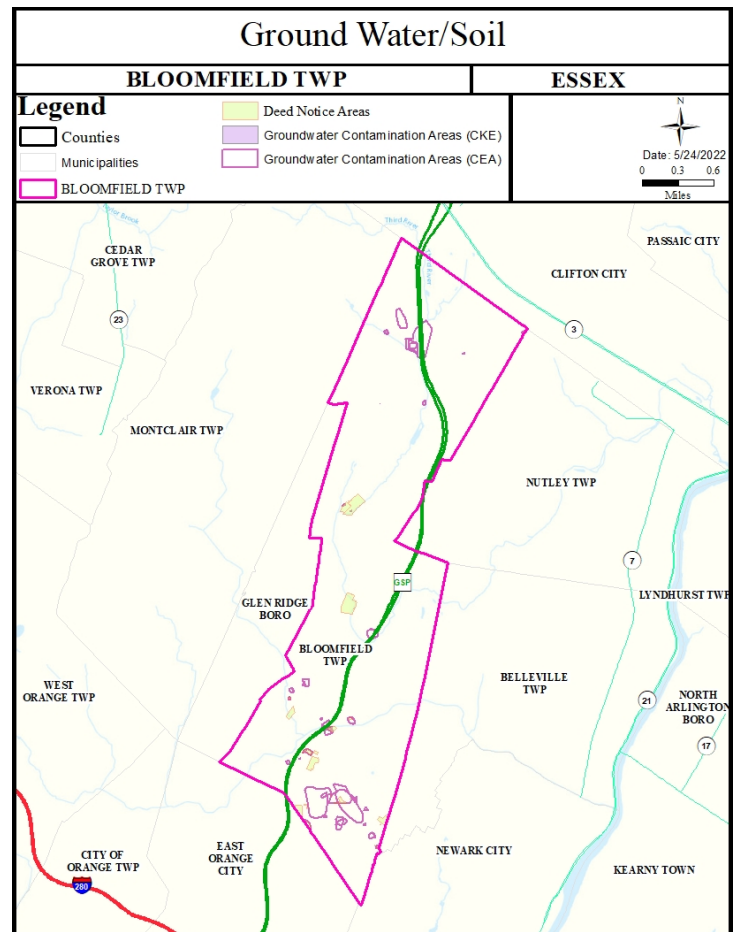 Ground Water/Soil
BLOOMFIELD TWP
ESSEX
Legend
Counties
Municipalities
BLOOMFIELD TWP
Deed Notice Areas
Groundwater Contamination Areas (CKE)
Groundwater Contamination Areas (CEA)
N
Date: 5/24/2022
0 0.3 0.6
Miles
Third River
PASSAIC CITY
CEDAR
GROVE TWP
CLIFTON CITY
23
3
VERONA TWP
MONTCLAIR TWP
NUTLEY TWP
7
GSP
LYNDHURST TWP
GLEN RIDGE
BORO
BLOOMFIELD
TWP
BELLEVILLE
TWP
WEST
ORANGE TWP
21
NORTH
ARLINGTON
BORO
17
CITY OF
ORANGE TWP
280
EAST
ORANGE
CITY
NEWARK CITY
KEARNY TOWN